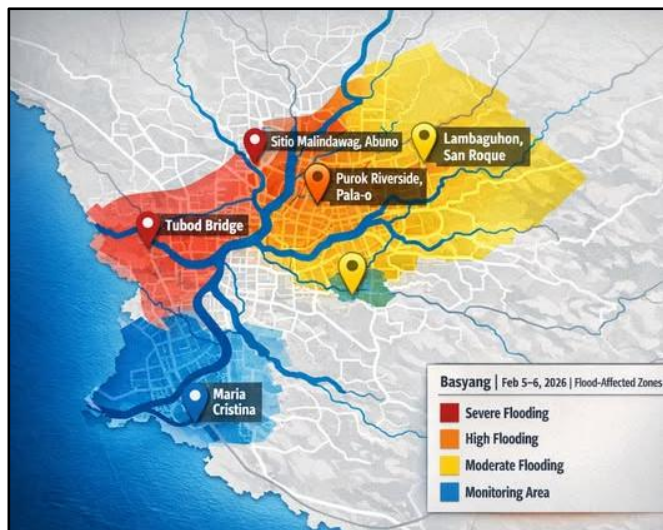 Sitio Malindawag, Abuno
Lambaguhon,
San Roque
Purok Riverside,
Pala-o
Tubod Bridge
Maria
Cristina
Basyang | Feb 5–6, 2026 | Flood-Affected Zones
Severe Flooding
High Flooding
Moderate Flooding
Monitoring Area